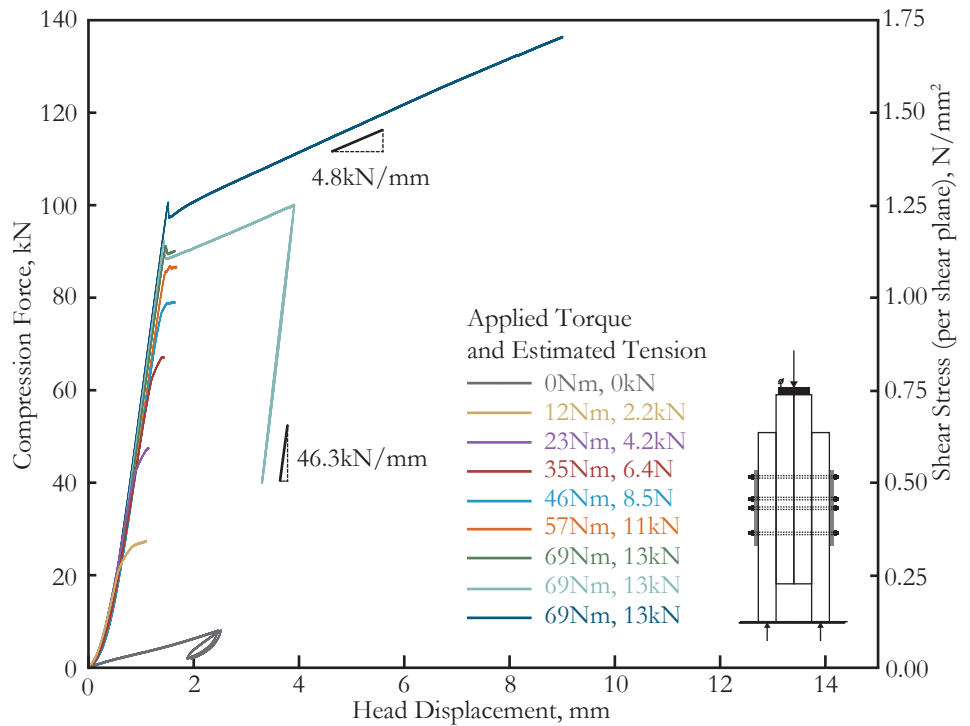 140
120
100
80
60
40
20
0
Compression Force, kN
1.75
1.50
1.25
1.00
0.75
0.50
0.25
0.00
Shear Stress (per shear plane), N/mm²
4.8kN/mm
46.3kN/mm
Applied Torque
and Estimated Tension
0Nm, 0kN
12Nm, 2.2kN
23Nm, 4.2kN
35Nm, 6.4N
46Nm, 8.5N
57Nm, 11kN
69Nm, 13kN
69Nm, 13kN
69Nm, 13kN
0 2 4 6 8 10 12 14
Head Displacement, mm